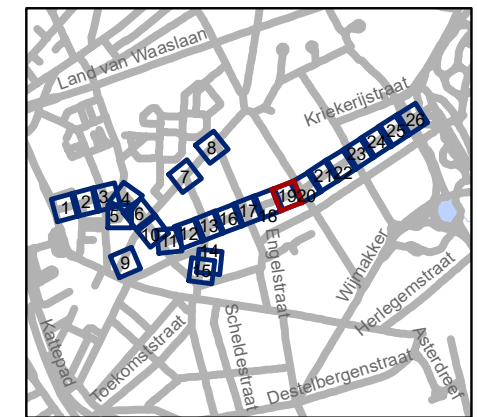 Land van Waaslaan
Kriekerijstraat
8
7
26
25
24
23
22
21
20
19
18
17
16
13
12
11
10
6
5
4
3
2
1
14
15
9
Engelstraat
Wijmakker
Herlegemstraat
Kattepad
Toekomststraat
Scheldestraat
Destelbergenstraat
Asterdreef